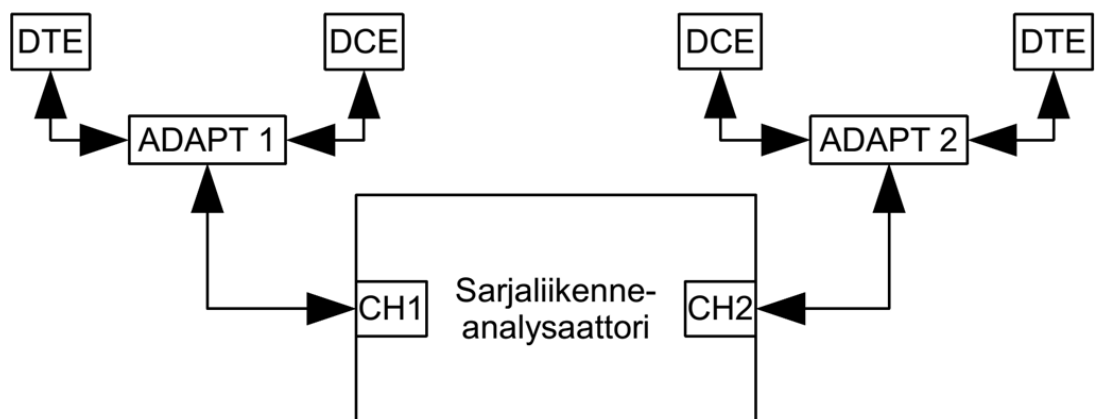 DTE
DCE
DCE
DTE
ADAPT 1
ADAPT 2
CH1
Sarjaliikenne-
analysaattori
CH2